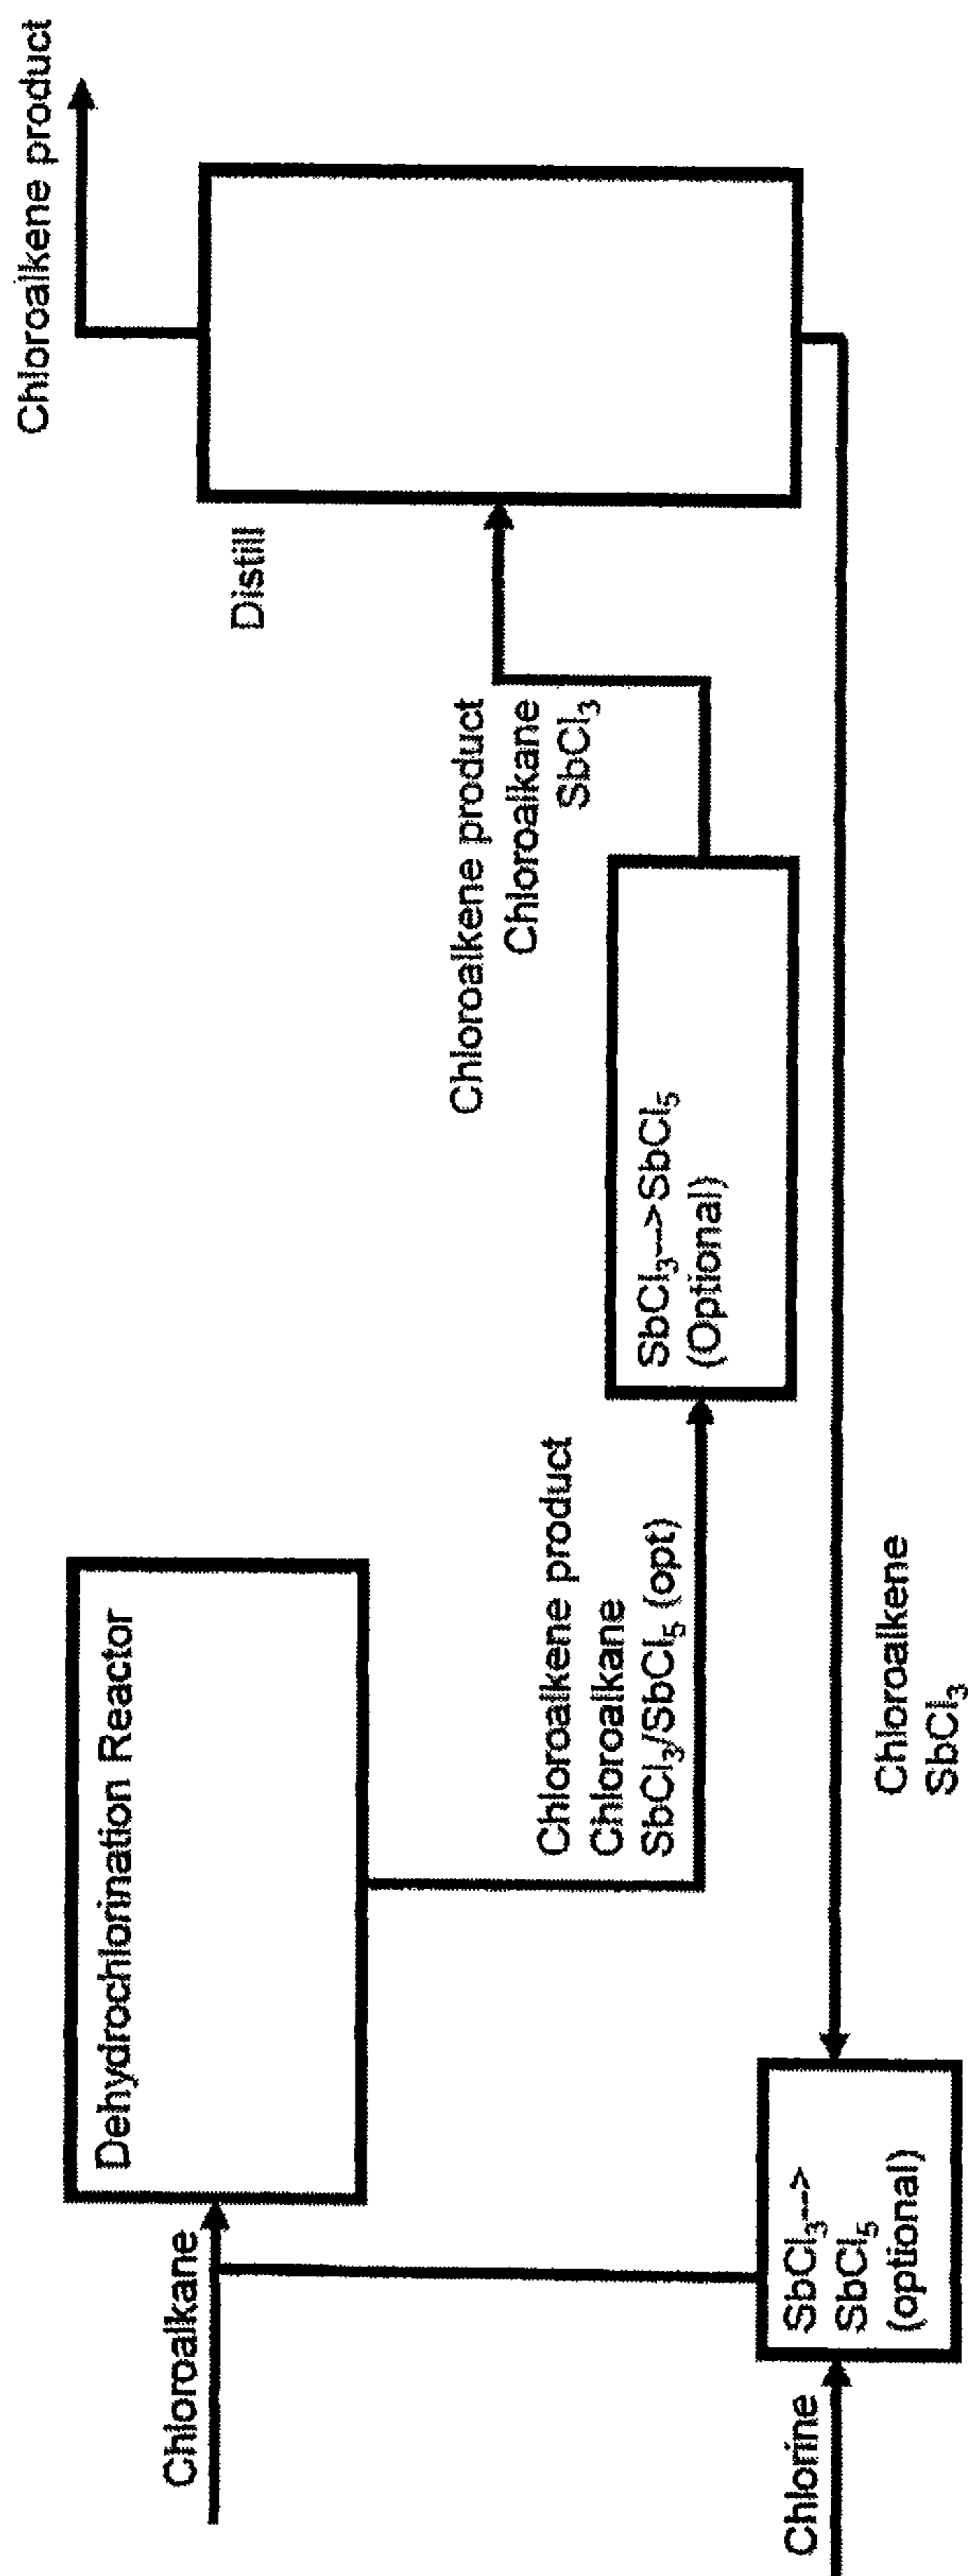 Chloroalkene product
Dehydrochlorination Reactor
Chloroalkane
Distill
Chloroalkene product
Chloroalkane
SbCl₃
Chloroalkene product
Chloroalkane
SbCl₃/SbCl₅ (opt)
SbCl₃-->SbCl₅
(Optional)
Chlorine
SbCl₃-->
SbCl₅
(optional)
Chloroalkene
SbCl₃